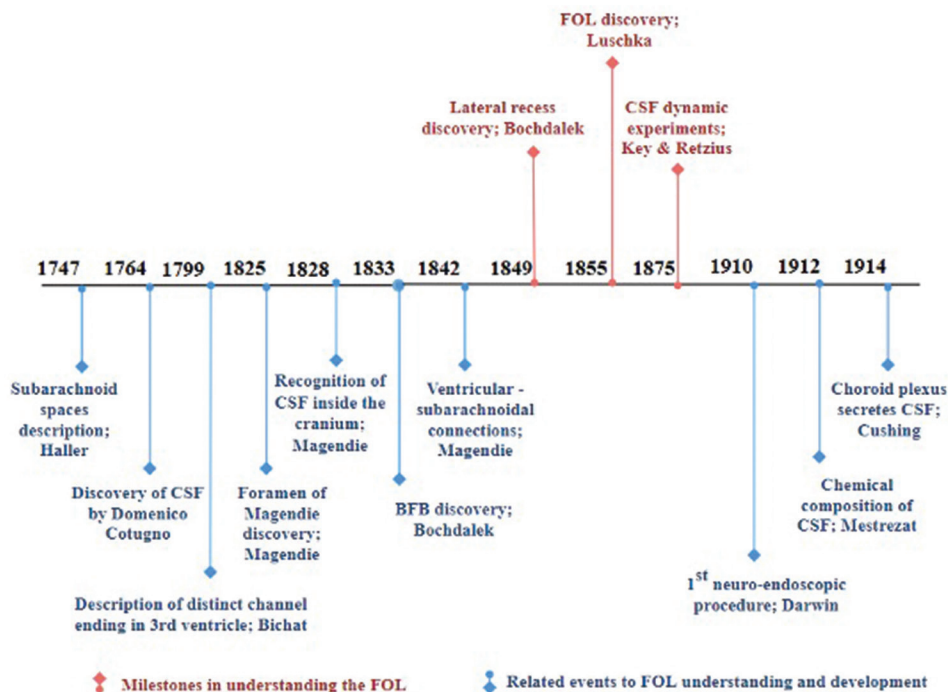 FOL discovery;
Luschka
Lateral recess
discovery; Bochdalek
CSF dynamic
experiments;
Key & Retzius
1747 1764 1799 1825 1828 1833 1842 1849 1855 1875 1910 1912 1914
Subarachnoid
spaces
description;
Haller
Discovery of CSF
by Domenico
Cotugno
Description of distinct channel
ending in 3rd ventricle; Bichat
Foramen of
Magendie
discovery;
Magendie
Recognition of
CSF inside the
cranium;
Magendie
BFB discovery;
Bochdalek
Ventricular -
subarachnoidal
connections;
Magendie
1st neuro-endoscopic
procedure; Darwin
Chemical
composition of
CSF; Mestrezat
Choroid plexus
secretes CSF;
Cushing
Milestones in understanding the FOL
Related events to FOL understanding and development